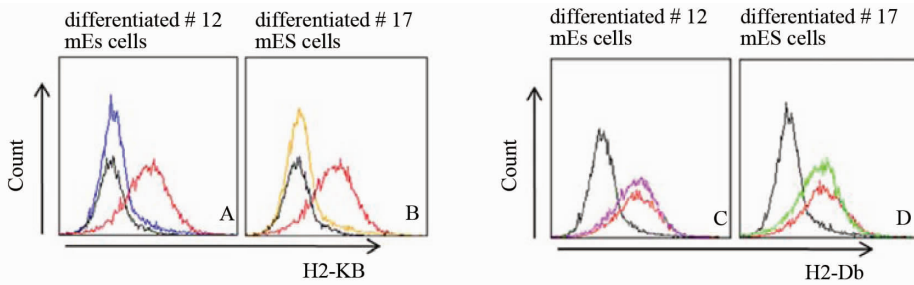 differentiated # 12
mEs cells
differentiated # 17
mES cells
Count
A
B
H2-KB
differentiated # 12
mEs cells
differentiated # 17
mES cells
Count
C
D
H2-Db